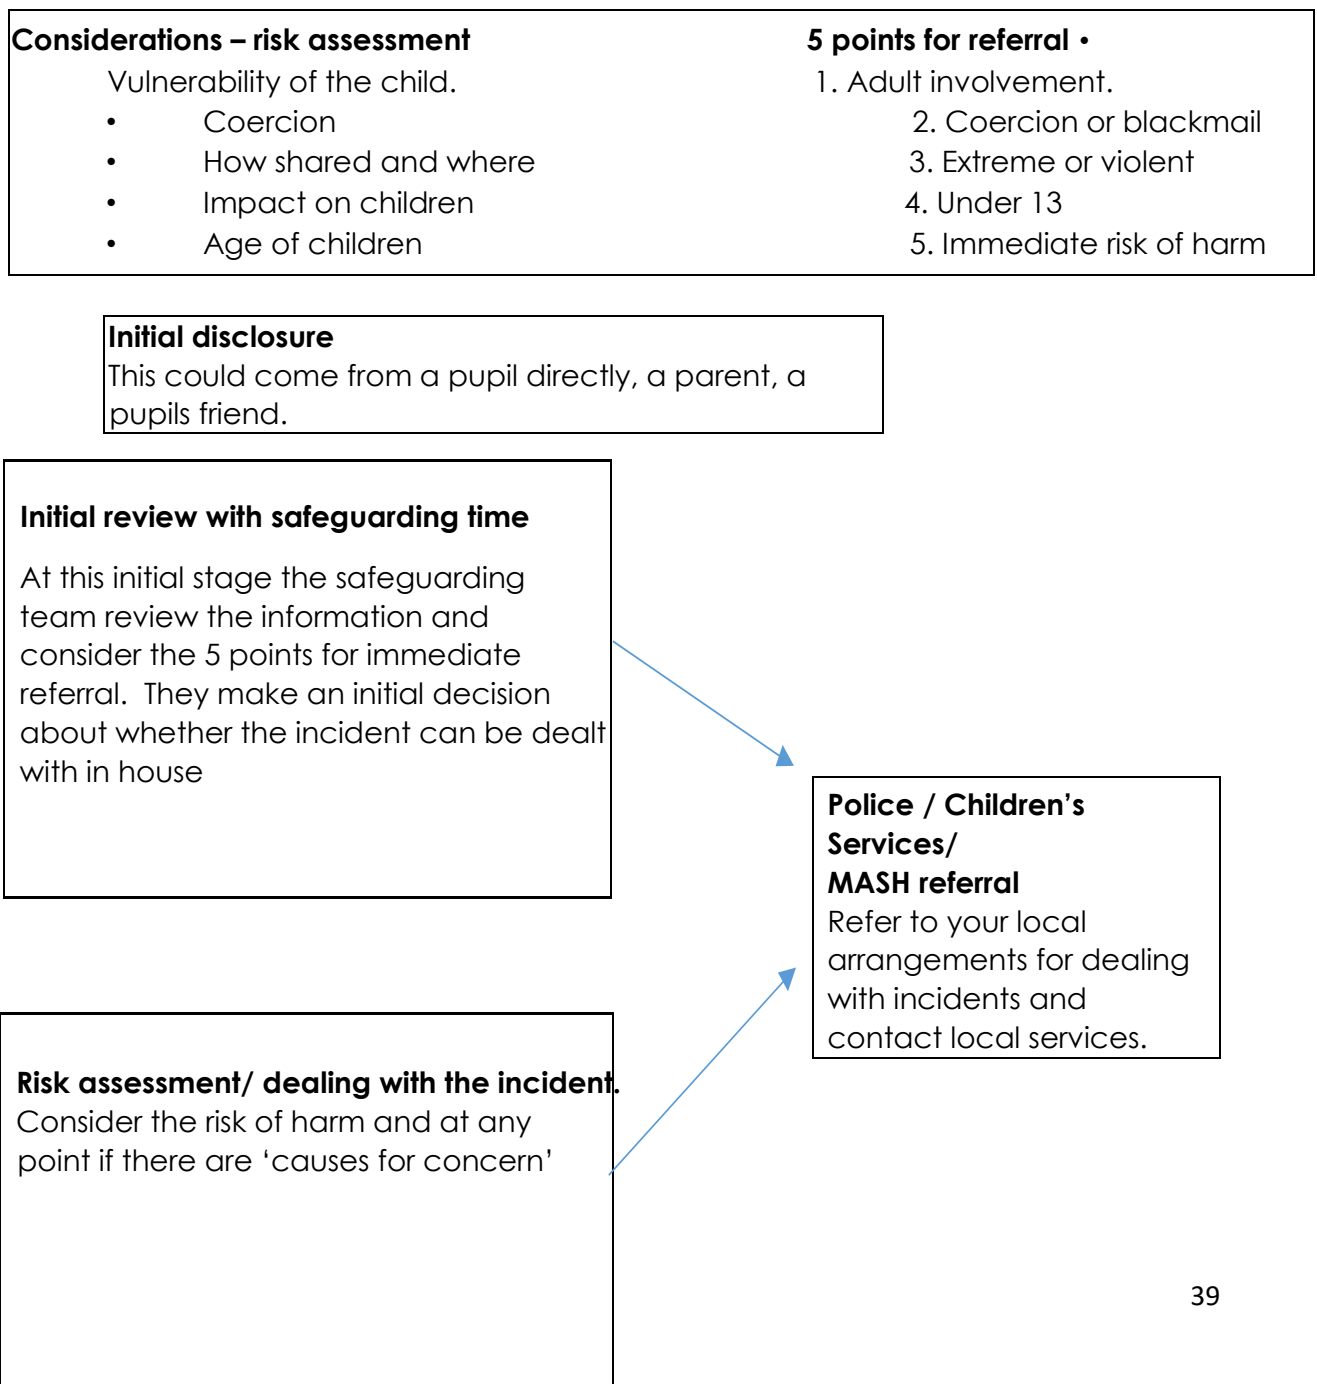 Considerations – risk assessment
Vulnerability of the child.
• Coercion
• How shared and where
• Impact on children
• Age of children
5 points for referral •
1. Adult involvement.
2. Coercion or blackmail
3. Extreme or violent
4. Under 13
5. Immediate risk of harm
Initial disclosure
This could come from a pupil directly, a parent, a
pupils friend.
Initial review with safeguarding time
At this initial stage the safeguarding
team review the information and
consider the 5 points for immediate
referral. They make an initial decision
about whether the incident can be dealt
with in house
Police / Children’s
Services/
MASH referral
Refer to your local
arrangements for dealing
with incidents and
contact local services.
Risk assessment/ dealing with the incident.
Consider the risk of harm and at any
point if there are ‘causes for concern’
39